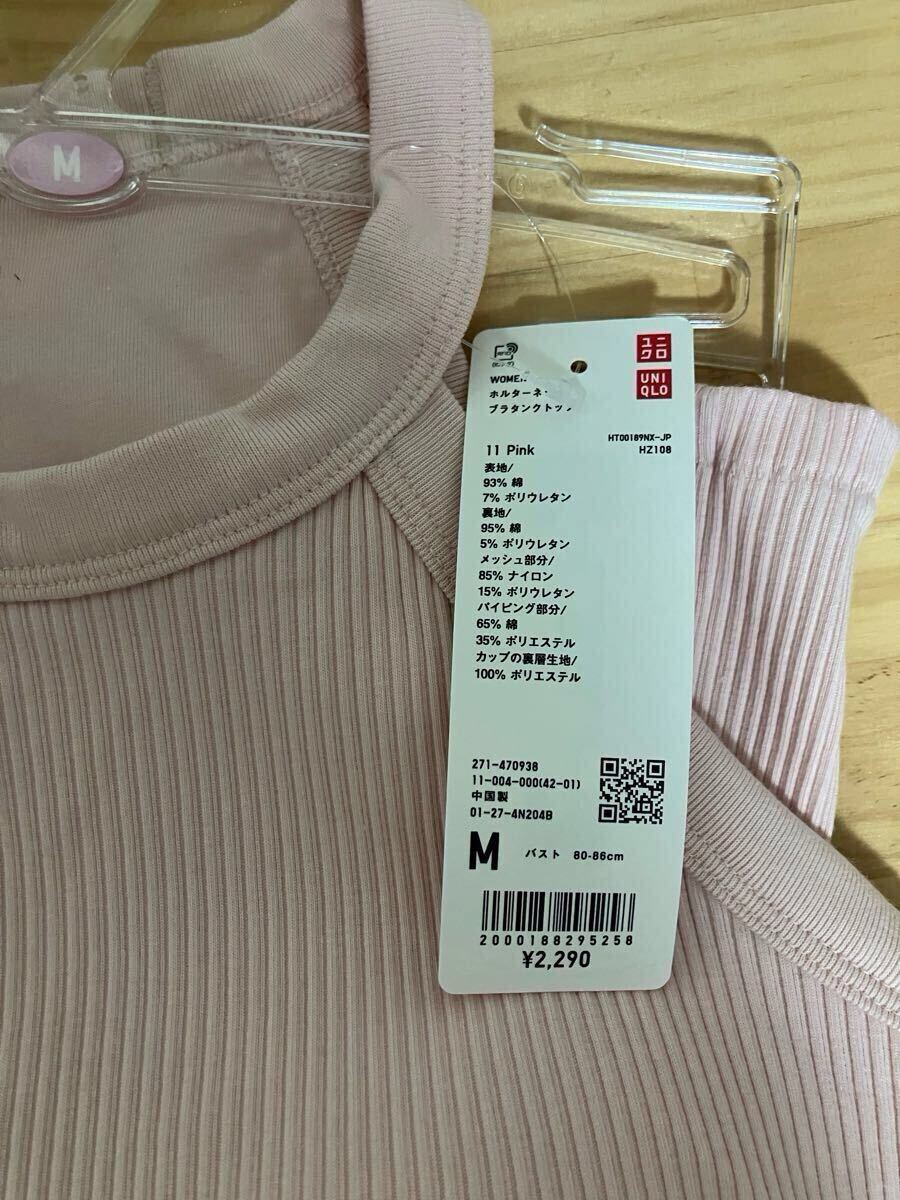 M
RFID
ユニ
クロ
UNI
QLO
WOMEN
ホルターネッ
ブラタンクトップ
HT00189NX-JP
11 Pink
HZ108
表地/
93% 綿
7% ポリウレタン
裏地/
95% 綿
5% ポリウレタン
メッシュ部分/
85% ナイロン
15% ポリウレタン
パイピング部分/
65% 綿
35% ポリエステル
カップの裏層生地/
100% ポリエステル
271-470938
11-004-000(42-01)
中国製
01-27-4N204B
M バスト 80-86cm
2000188295258
¥2,290